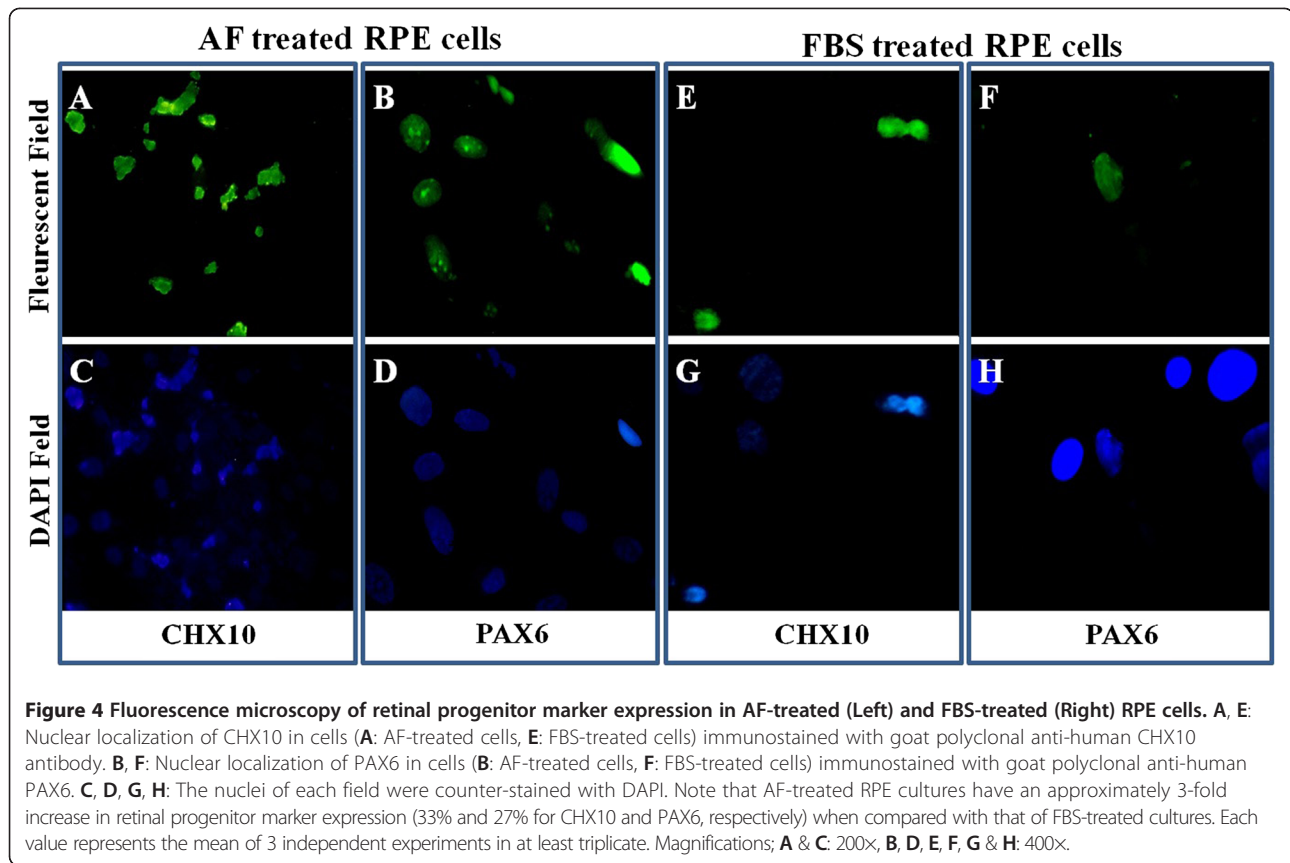 AF treated RPE cells
FBS treated RPE cells
Fleurescent Field
A
B
E
F
DAPI Feld
C
D
G
H
CHX10
PAX6
CHX10
PAX6
Figure 4 Fluorescence microscopy of retinal progenitor marker expression in AF-treated (Left) and FBS-treated (Right) RPE cells. A, E:
Nuclear localization of CHX10 in cells (A: AF-treated cells, E: FBS-treated cells) immunostained with goat polyclonal anti-human CHX10
antibody. B, F: Nuclear localization of PAX6 in cells (B: AF-treated cells, F: FBS-treated cells) immunostained with goat polyclonal anti-human
PAX6. C, D, G, H: The nuclei of each field were counter-stained with DAPI. Note that AF-treated RPE cultures have an approximately 3-fold
increase in retinal progenitor marker expression (33% and 27% for CHX10 and PAX6, respectively) when compared with that of FBS-treated cultures. Each
value represents the mean of 3 independent experiments in at least triplicate. Magnifications; A & C: 200×, B, D, E, F, G & H: 400×.